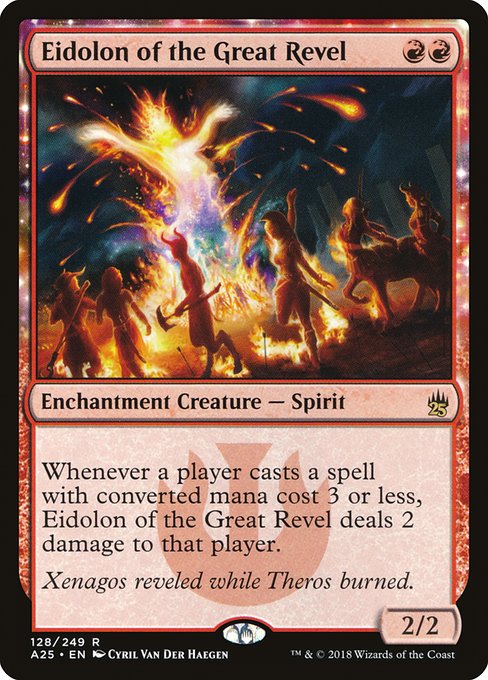 Eidolon of the Great Revel
Enchantment Creature — Spirit
25
Whenever a player casts a spell
with converted mana cost 3 or less,
Eidolon of the Great Revel deals 2
damage to that player.
Xenagos reveled while Theros burned.
2/2
128/249 R
A25 • EN Cyril Van Der Haegen
™ & © 2018 Wizards of the Coast